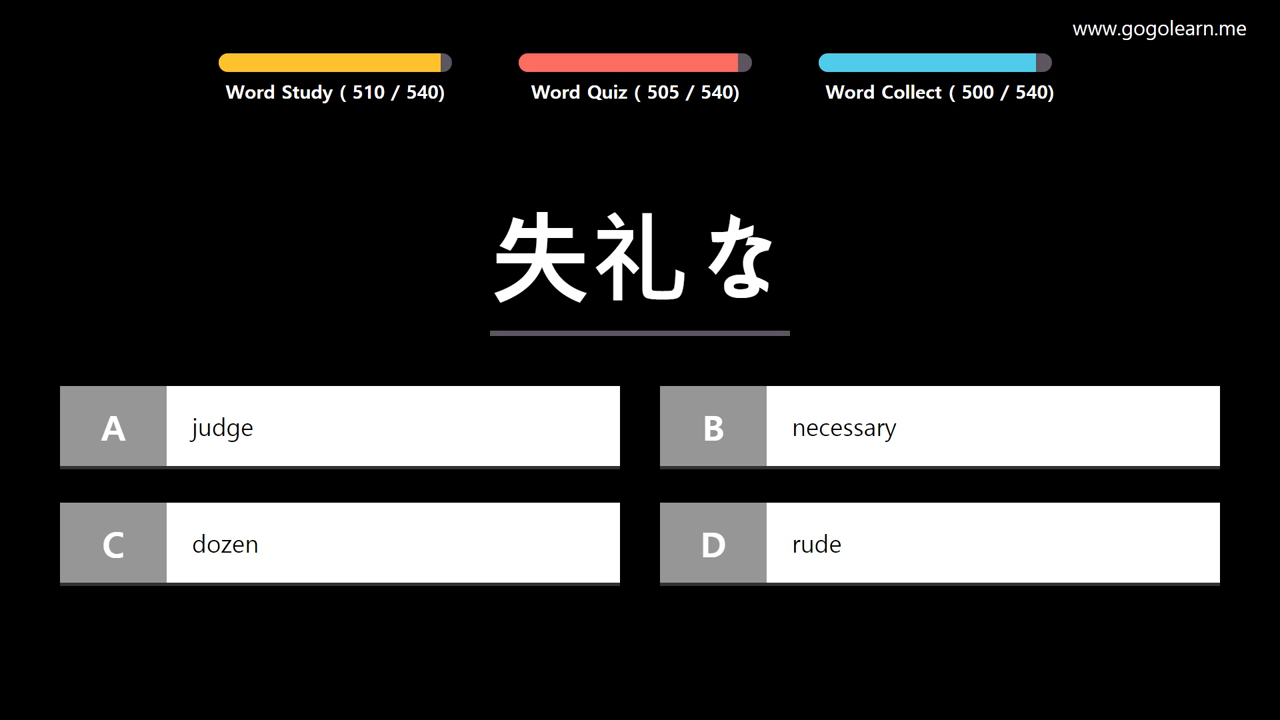 www.gogolearn.me
Word Study ( 510 / 540)
Word Quiz ( 505 / 540)
Word Collect ( 500 / 540)
失礼な
A judge
B necessary
C dozen
D rude